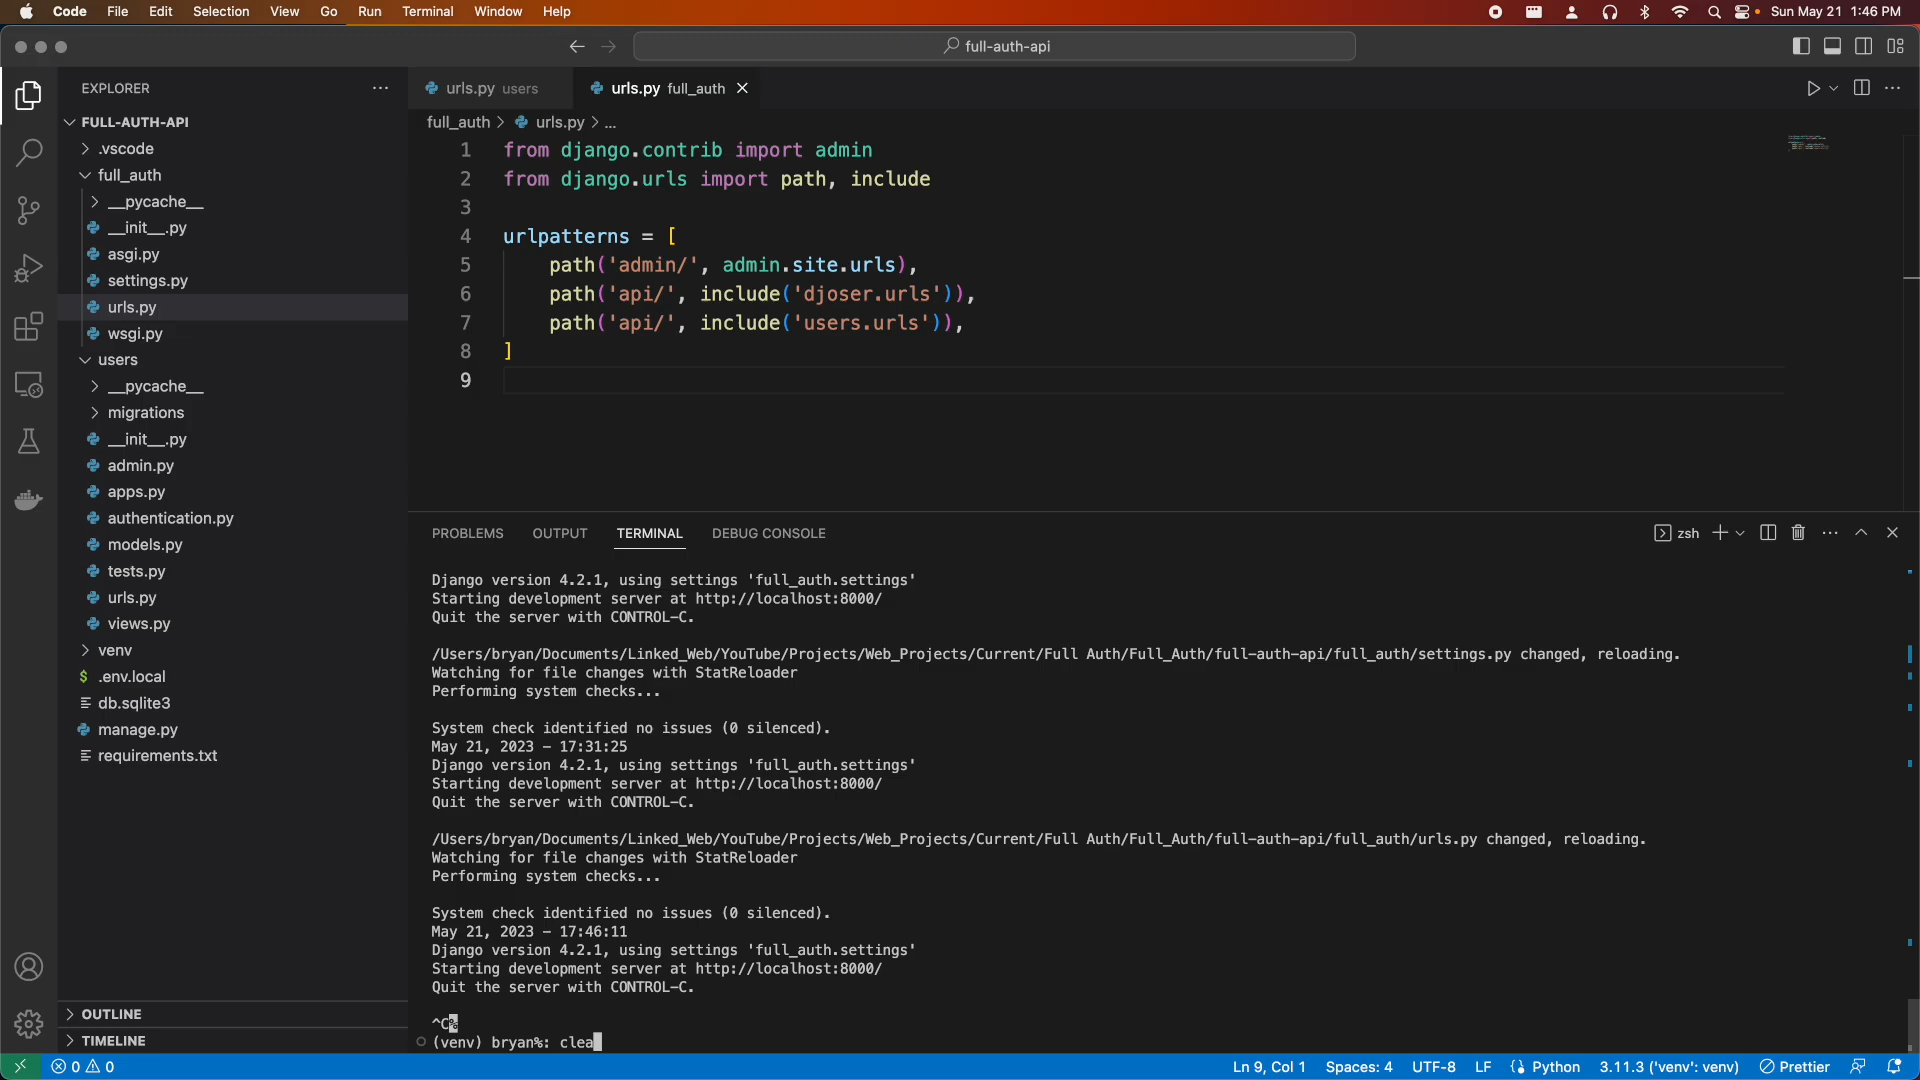 Code File Edit Selection View Go Run Terminal Window Help Sun May 21 1:46 PM
full-auth-api
EXPLORER
FULL-AUTH-API
.vscode
full_auth
__pycache__
__init__.py
asgi.py
settings.py
urls.py
wsgi.py
users
__pycache__
migrations
__init__.py
admin.py
apps.py
authentication.py
models.py
tests.py
urls.py
views.py
venv
.env.local
db.sqlite3
manage.py
requirements.txt
OUTLINE
TIMELINE
urls.py users urls.py full_auth
full_auth > urls.py > ...
1 from django.contrib import admin
2 from django.urls import path, include
3
4 urlpatterns = [
5 path('admin/', admin.site.urls),
6 path('api/', include('djoser.urls')),
7 path('api/', include('users.urls')),
8 ]
9
PROBLEMS OUTPUT TERMINAL DEBUG CONSOLE zsh
Django version 4.2.1, using settings 'full_auth.settings'
Starting development server at http://localhost:8000/
Quit the server with CONTROL-C.
/Users/bryan/Documents/Linked_Web/YouTube/Projects/Web_Projects/Current/Full Auth/Full_Auth/full-auth-api/full_auth/settings.py changed, reloading.
Watching for file changes with StatReloader
Performing system checks...
System check identified no issues (0 silenced).
May 21, 2023 - 17:31:25
Django version 4.2.1, using settings 'full_auth.settings'
Starting development server at http://localhost:8000/
Quit the server with CONTROL-C.
/Users/bryan/Documents/Linked_Web/YouTube/Projects/Web_Projects/Current/Full Auth/Full_Auth/full-auth-api/full_auth/urls.py changed, reloading.
Watching for file changes with StatReloader
Performing system checks...
System check identified no issues (0 silenced).
May 21, 2023 - 17:46:11
Django version 4.2.1, using settings 'full_auth.settings'
Starting development server at http://localhost:8000/
Quit the server with CONTROL-C.
^C%
(venv) bryan%: clea
0 0 Ln 9, Col 1 Spaces: 4 UTF-8 LF Python 3.11.3 ('venv': venv) Prettier